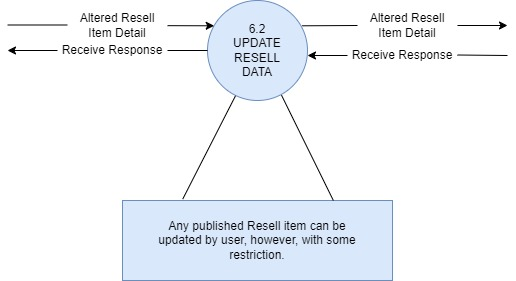 Altered Resell
Item Detail
Receive Response
6.2
UPDATE
RESELL
DATA
Altered Resell
Item Detail
Receive Response
Any published Resell item can be
updated by user, however, with some
restriction.